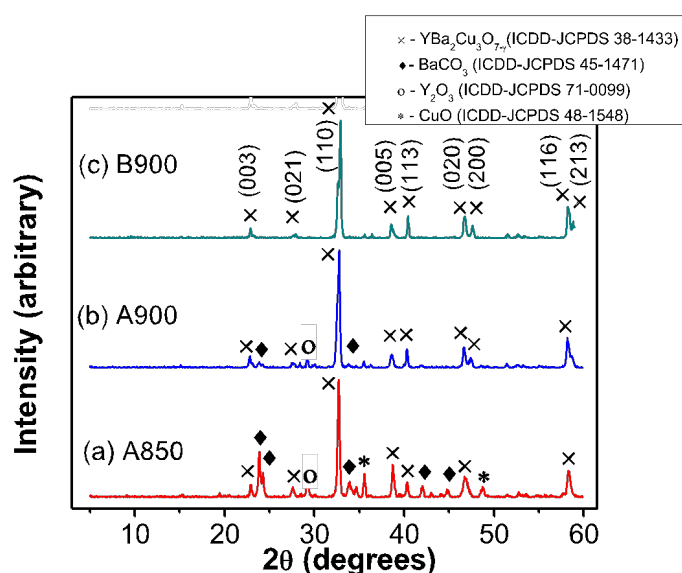 × - YBa₂Cu₃O₇₋ᵧ(ICDD-JCPDS 38-1433)
♦ - BaCO₃ (ICDD-JCPDS 45-1471)
o - Y₂O₃ (ICDD-JCPDS 71-0099)
* - CuO (ICDD-JCPDS 48-1548)
(c) B900
(003)
(021)
(110)
(005)
(113)
(020)
(200)
(116)
(213)
(b) A900
(a) A850
Intensity (arbitrary)
10 20 30 40 50 60
2θ (degrees)